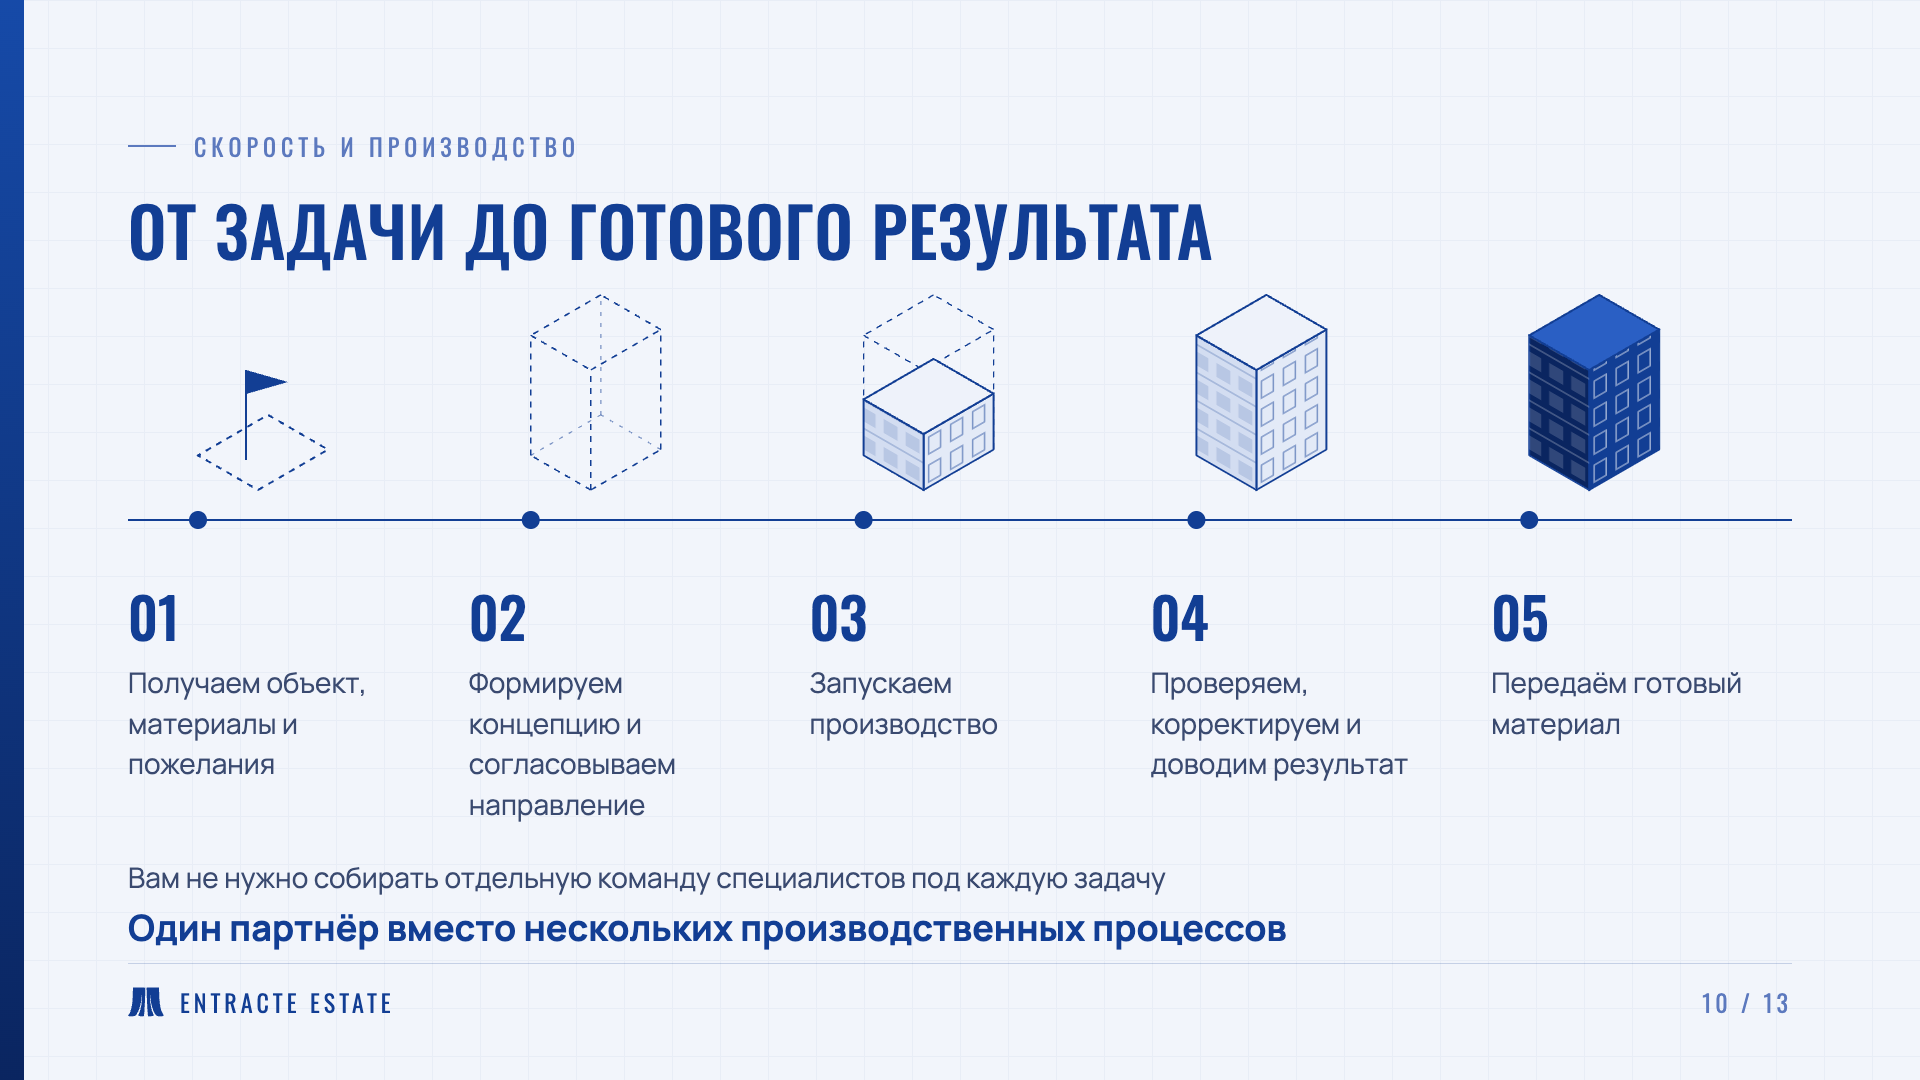 СКОРОСТЬ И ПРОИЗВОДСТВО
ОТ ЗАДАЧИ ДО ГОТОВОГО РЕЗУЛЬТАТА
01
Получаем объект,
материалы и
пожелания
02
Формируем
концепцию и
согласовываем
направление
03
Запускаем
производство
04
Проверяем,
корректируем и
доводим результат
05
Передаём готовый
материал
Вам не нужно собирать отдельную команду специалистов под каждую задачу
Один партнёр вместо нескольких производственных процессов
ENTRACTE ESTATE
10 / 13